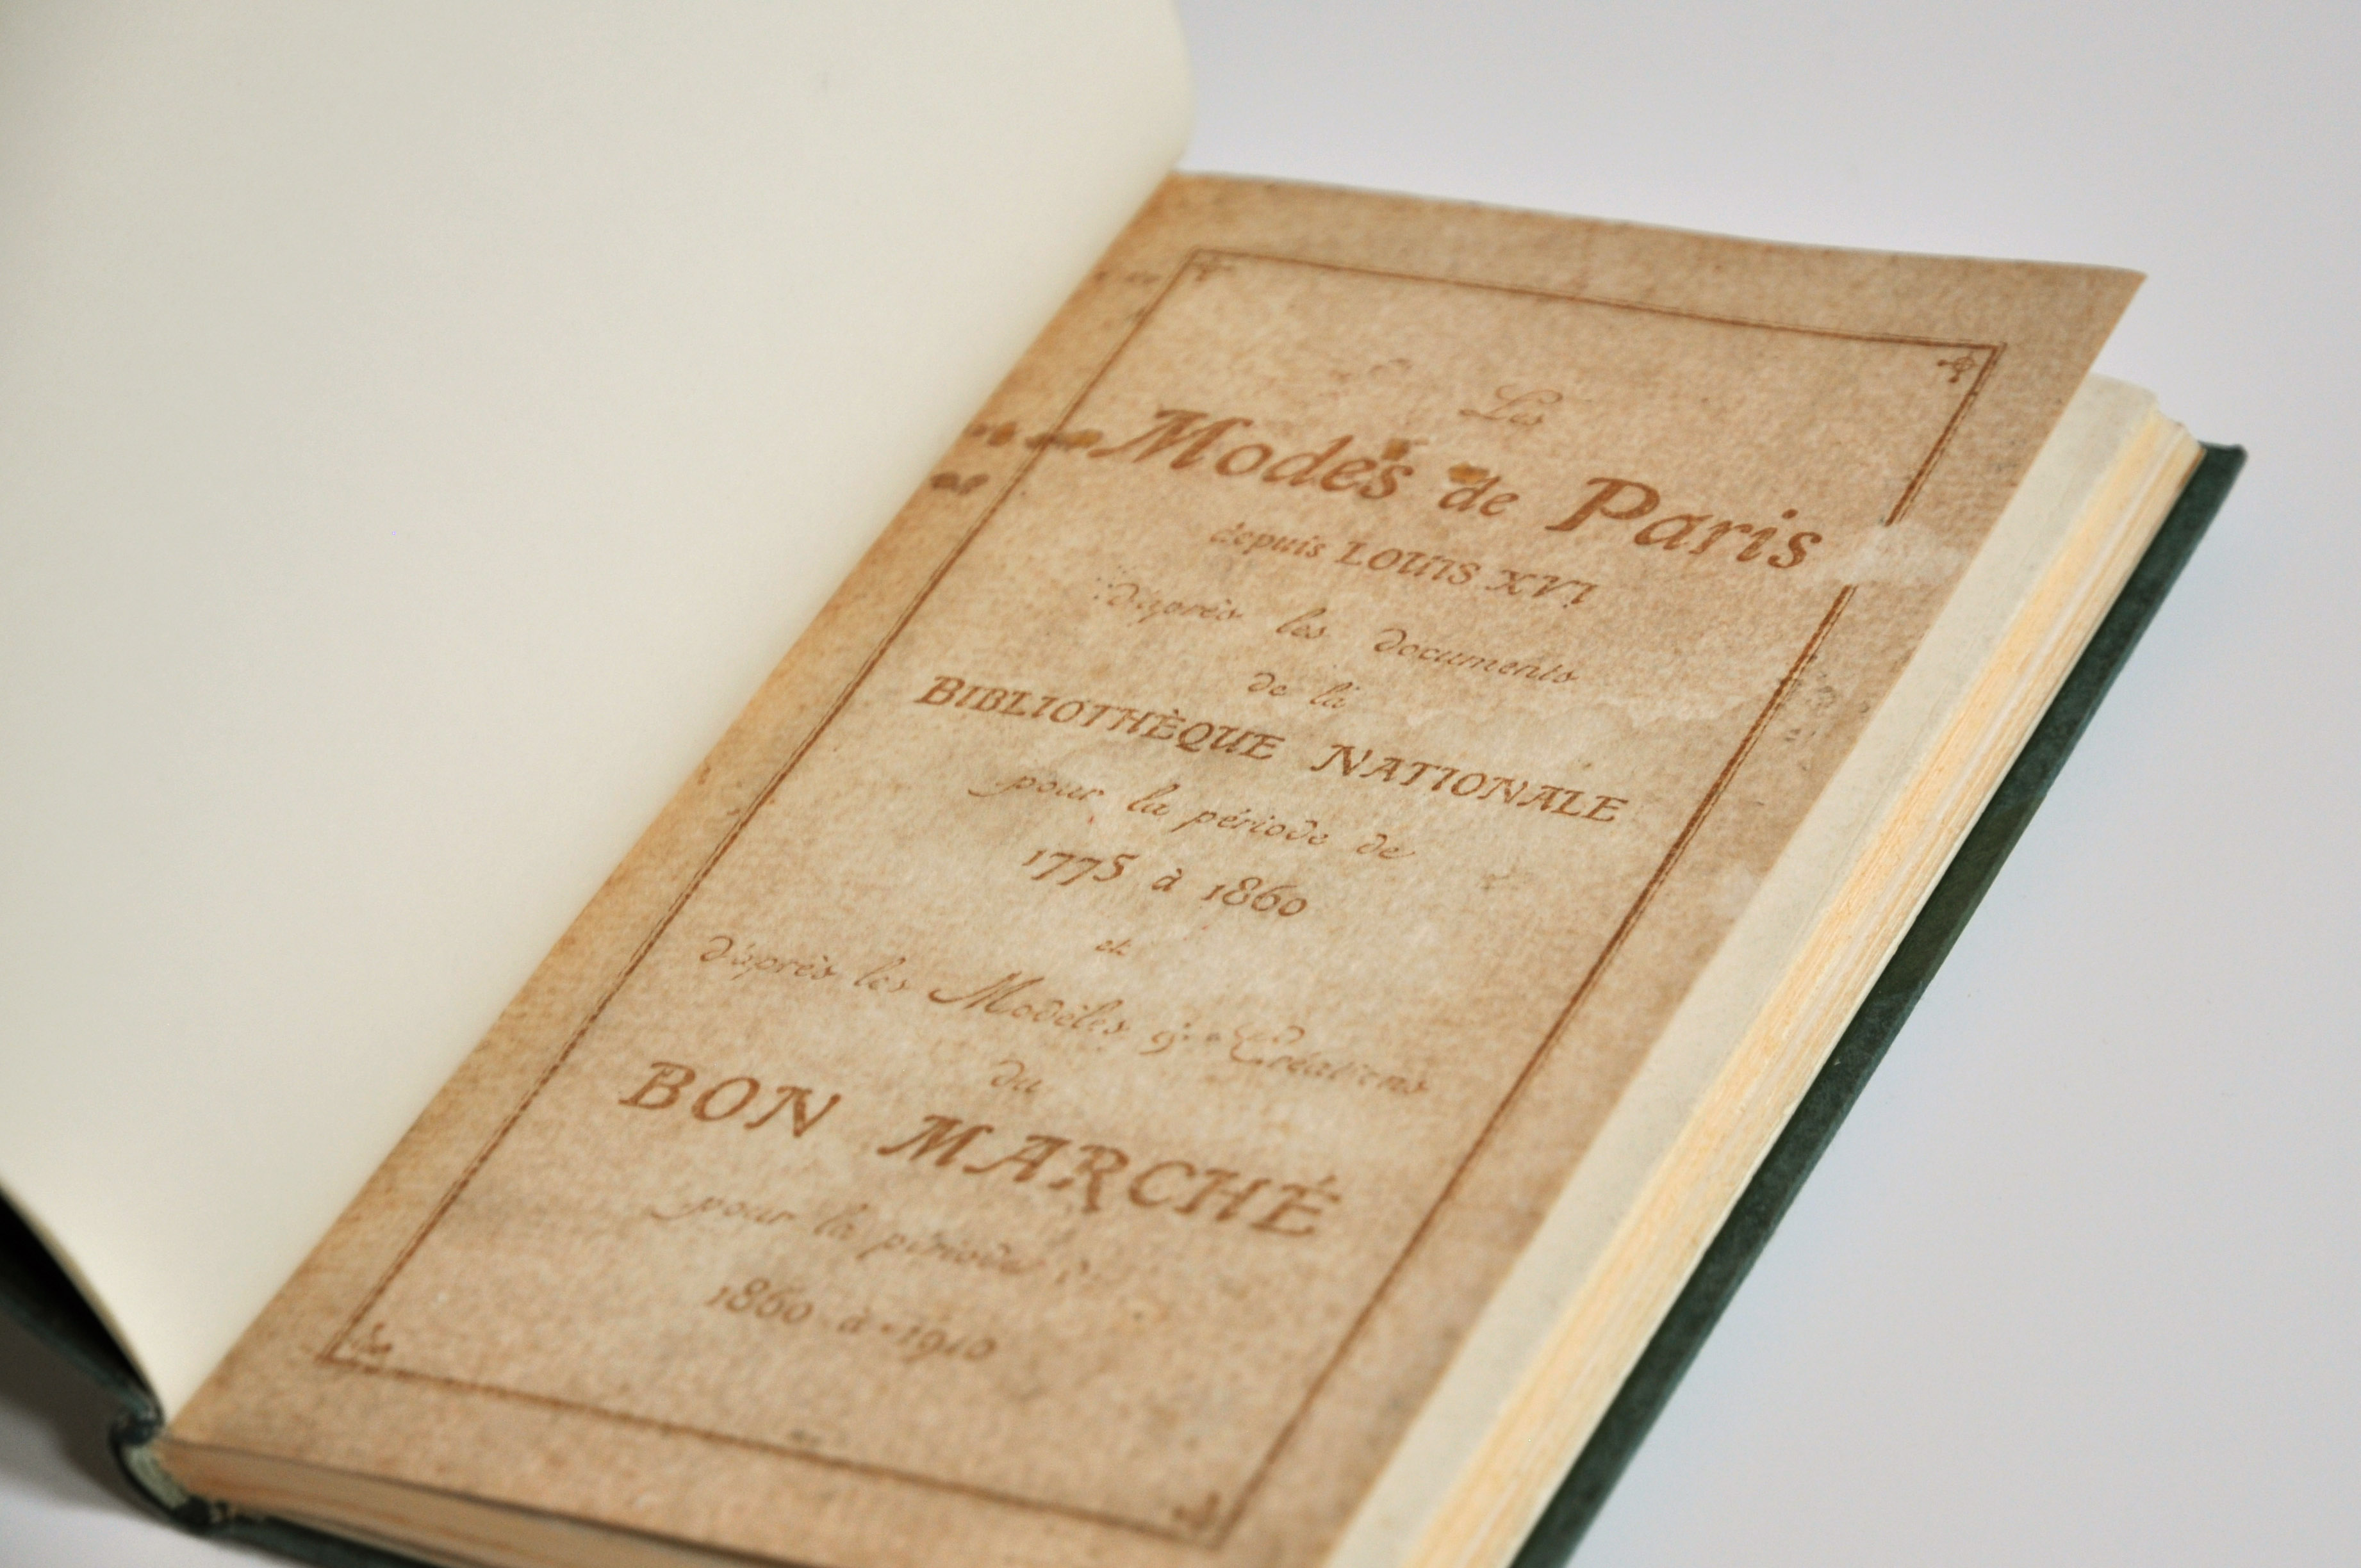 Les
Modes de Paris
depuis LOUIS XVI
d'après les documents
de la
BIBLIOTHÈQUE NATIONALE
pour la période de
1775 à 1860
et
d'après les Modèles & Créations
du
BON MARCHÉ
pour la période de
1860 à 1910